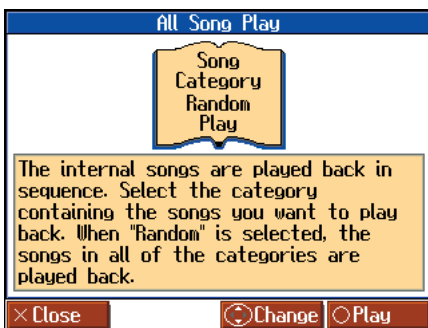 All Song Play
Song
Category
Random
Play
The internal songs are played back in
sequence. Select the category
containing the songs you want to play
back. When "Random" is selected, the
songs in all of the categories are
played back.
× Close Change ○ Play